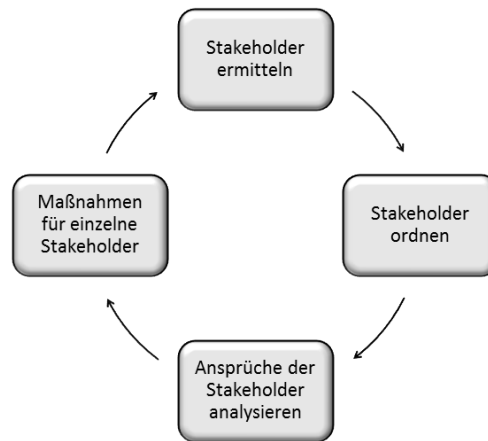 Stakeholder
ermitteln
Stakeholder
ordnen
Ansprüche der
Stakeholder
analysieren
Maßnahmen
für einzelne
Stakeholder